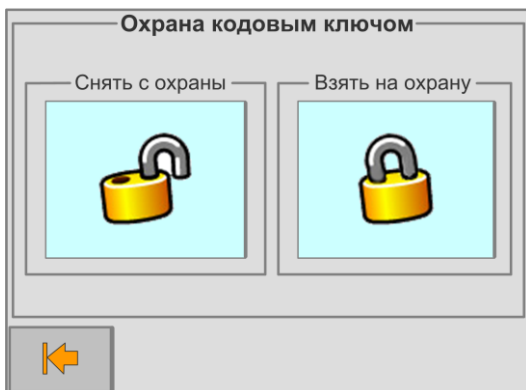 Охрана кодовым ключом
Снять с охраны
Взять на охрану